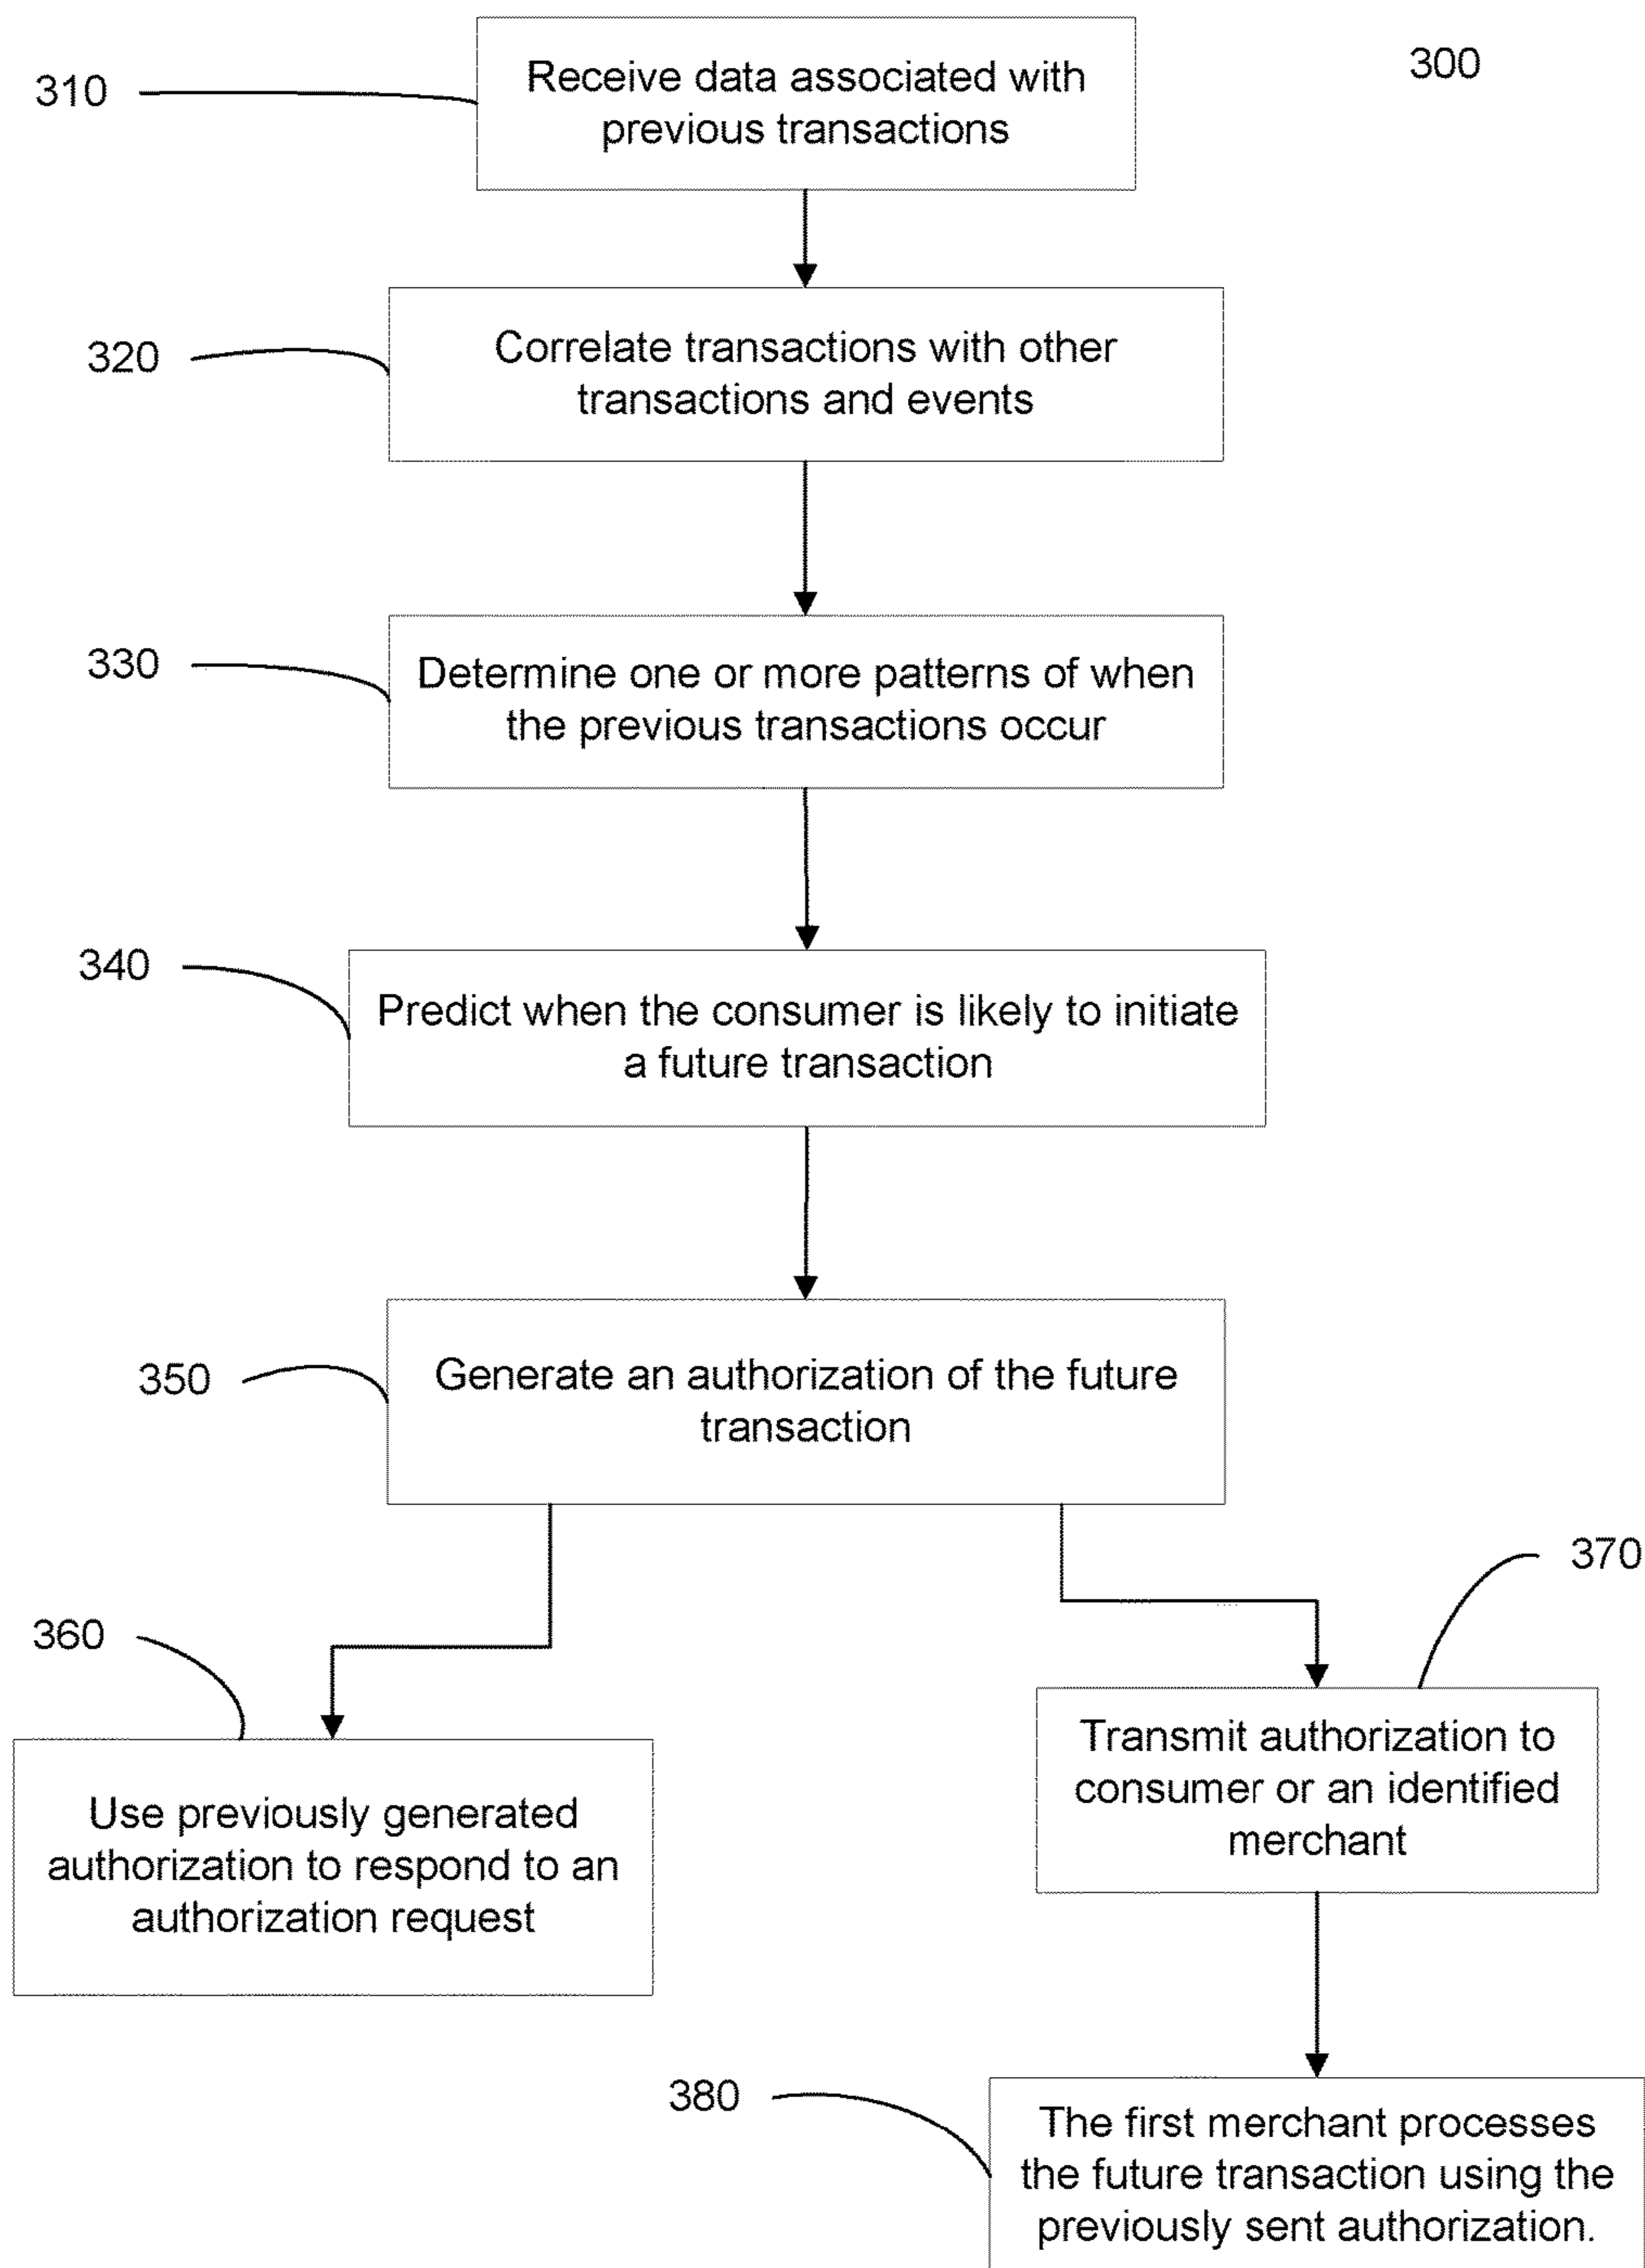 300
310
Receive data associated with
previous transactions
320
Correlate transactions with other
transactions and events
330
Determine one or more patterns of when
the previous transactions occur
340
Predict when the consumer is likely to initiate
a future transaction
350
Generate an authorization of the future
transaction
360
Use previously generated
authorization to respond to an
authorization request
370
Transmit authorization to
consumer or an identified
merchant
380
The first merchant processes
the future transaction using the
previously sent authorization.